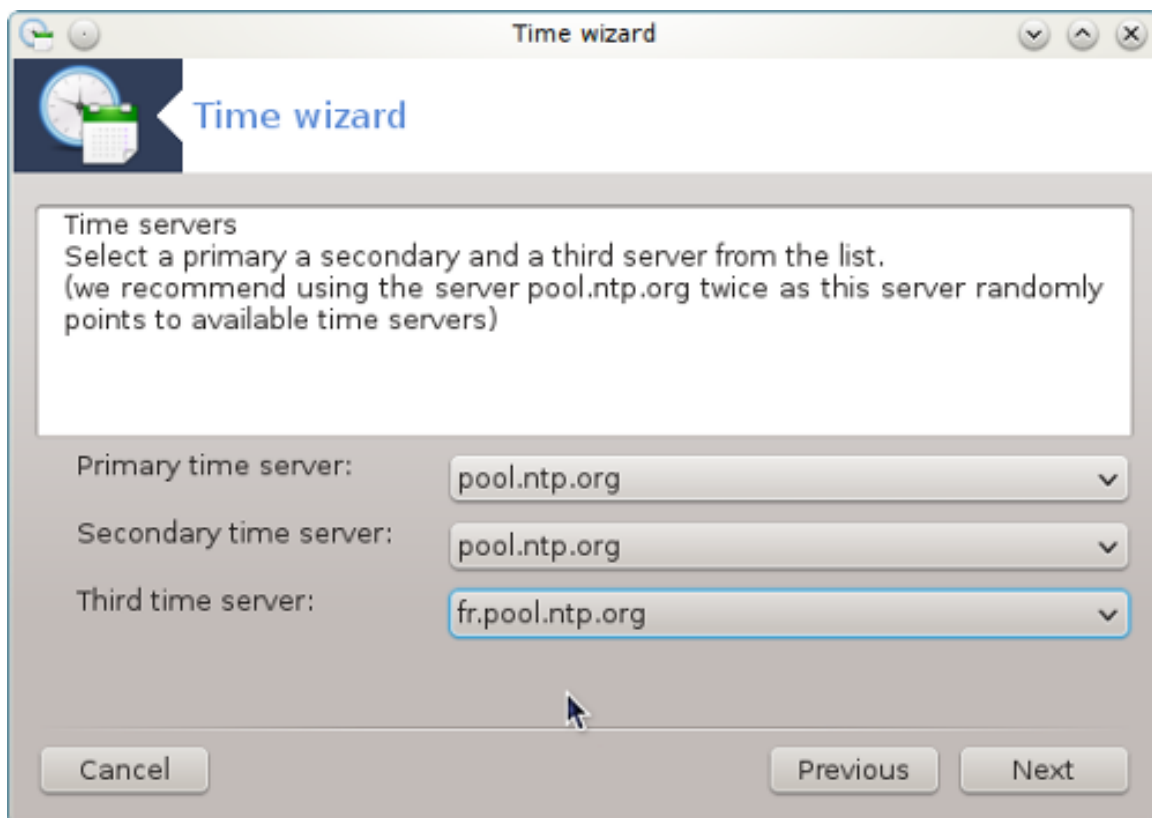 Time wizard
Time wizard
Time servers
Select a primary a secondary and a third server from the list.
(we recommend using the server pool.ntp.org twice as this server randomly
points to available time servers)
Primary time server:
pool.ntp.org
Secondary time server:
pool.ntp.org
Third time server:
fr.pool.ntp.org
Cancel
Previous
Next